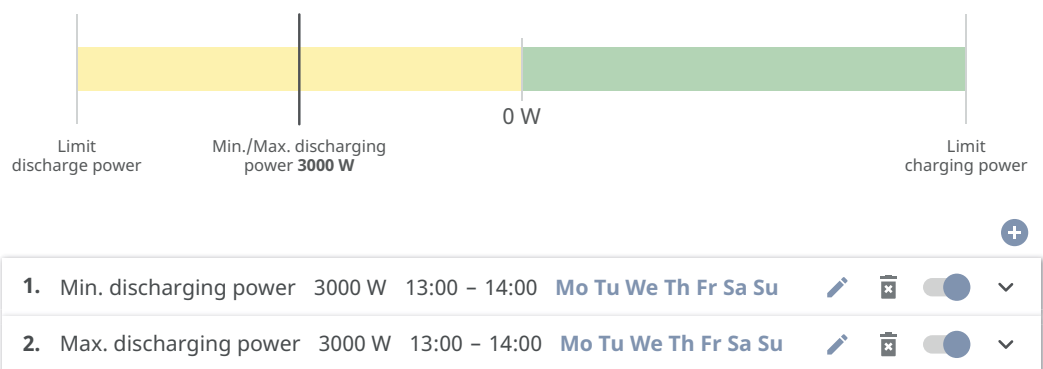 0 W
Limit
discharge power
Min./Max. discharging
power 3000 W
Limit
charging power
1. Min. discharging power 3000 W 13:00 – 14:00 Mo Tu We Th Fr Sa Su
2. Max. discharging power 3000 W 13:00 – 14:00 Mo Tu We Th Fr Sa Su